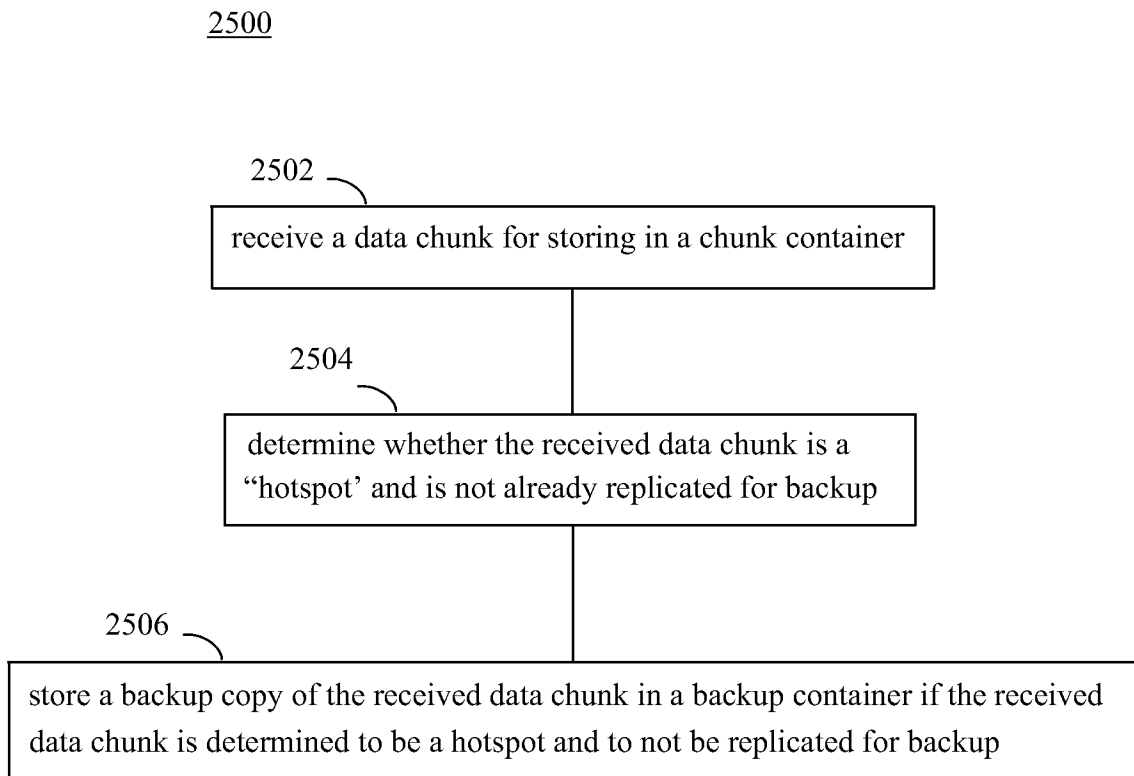 2500
2502
receive a data chunk for storing in a chunk container
2504
determine whether the received data chunk is a
“hotspot’ and is not already replicated for backup
2506
store a backup copy of the received data chunk in a backup container if the received
data chunk is determined to be a hotspot and to not be replicated for backup